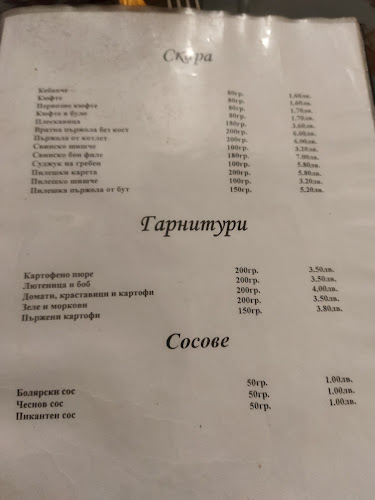 Скара
Кебапче 80гр. 1,60лв.
Кюфте 80гр. 1,60лв.
Нервозно кюфте 80гр. 1,70лв.
Кюфте в було 80гр. 1,70лв.
Плескавица 180гр. 3,60лв.
Вратна пържола без кост 200гр. 6,00лв.
Пържола от котлет 200гр. 6,00лв.
Свинско шишче 100гр. 3,20лв.
Свинско бон филе 180гр. 7,00лв.
Суджук на гребен 100гр. 5,80лв.
Пилешки карета 200гр. 5,80лв.
Пилешко шишче 100гр. 3,20лв.
Пилешка пържола от бут 150гр. 5,20лв.
Гарнитури
Картофено пюре 200гр. 3,50лв.
Лютеница и боб 200гр. 3,50лв.
Домати, краставици и картофи 200гр. 4,00лв.
Зеле и моркови 200гр. 3,50лв.
Пържени картофи 150гр. 3,80лв.
Сосове
Болярски сос 50гр. 1,00лв.
Чеснов сос 50гр. 1,00лв.
Пикантен сос 50гр. 1,00лв.